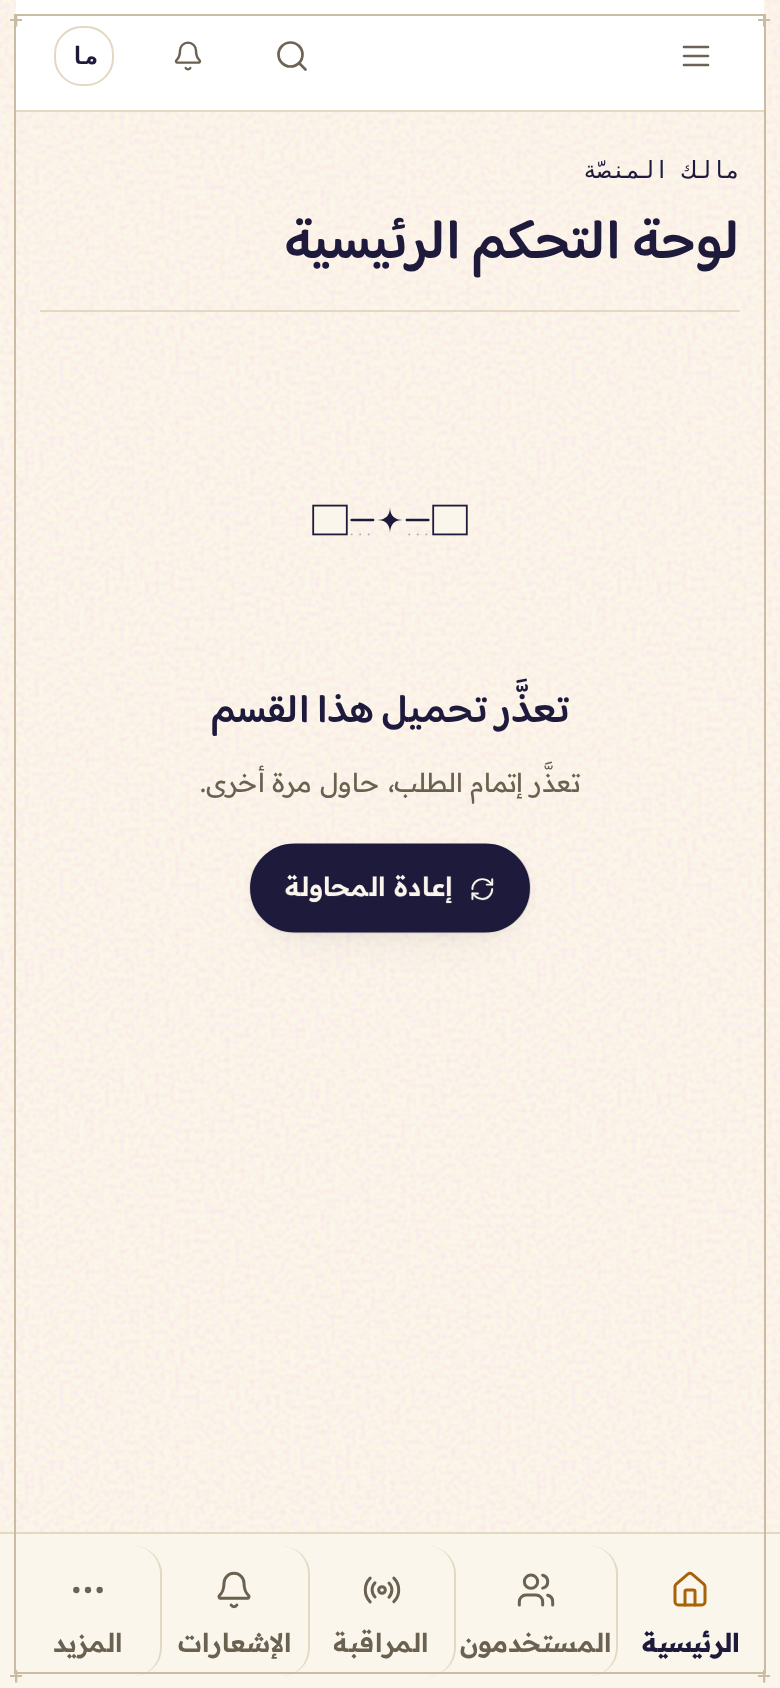 ما
مالك المنصّة
لوحة التحكم الرئيسية
تعذَّر تحميل هذا القسم
تعذَّر إتمام الطلب، حاول مرة أخرى.
إعادة المحاولة
الرئيسية
المستخدمون
المراقبة
الإشعارات
المزيد